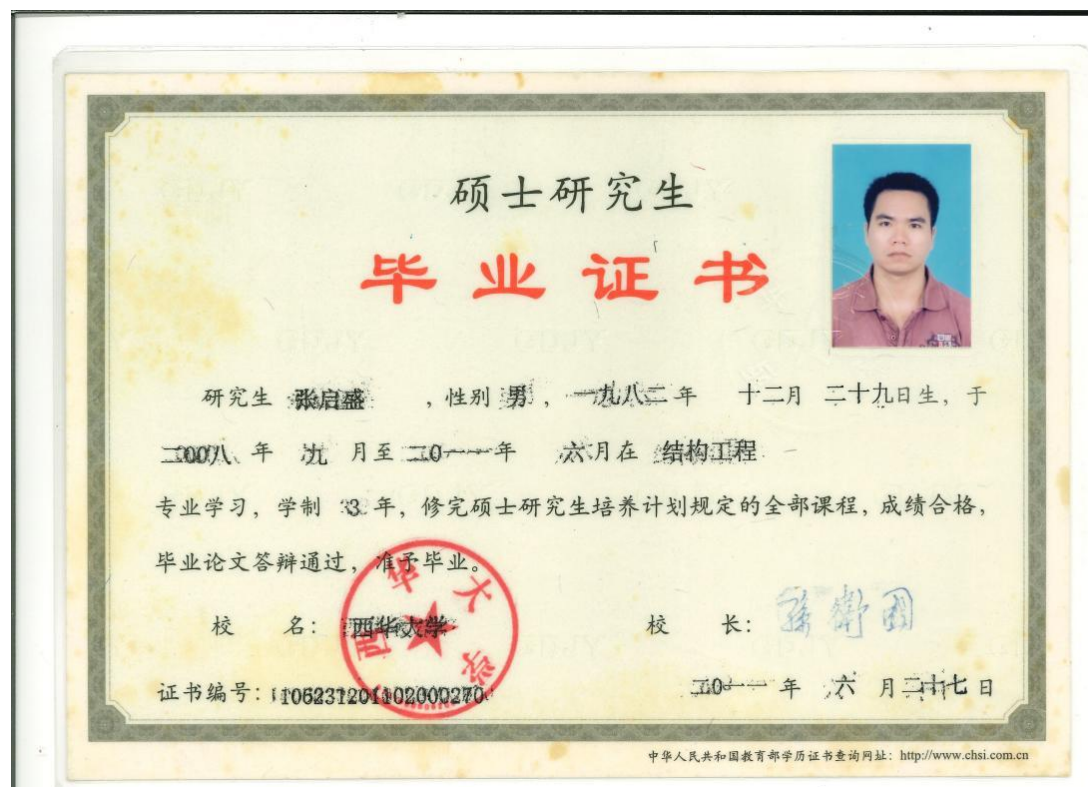 硕士研究生
毕业证书
研究生 张启盛 ，性别 男 ，一九八二年 十二月 二十九日生，于
二00八 年 九 月至 二0一一年 六月在 结构工程
专业学习，学制 3 年，修完硕士研究生培养计划规定的全部课程，成绩合格，
毕业论文答辩通过，准予毕业。
校 名：西华大学 校 长：孙卫国
西华大学
证书编号：106231201102000270 二0一一 年 六 月 二十七 日
中华人民共和国教育部学历证书查询网址：http://www.chsi.com.cn